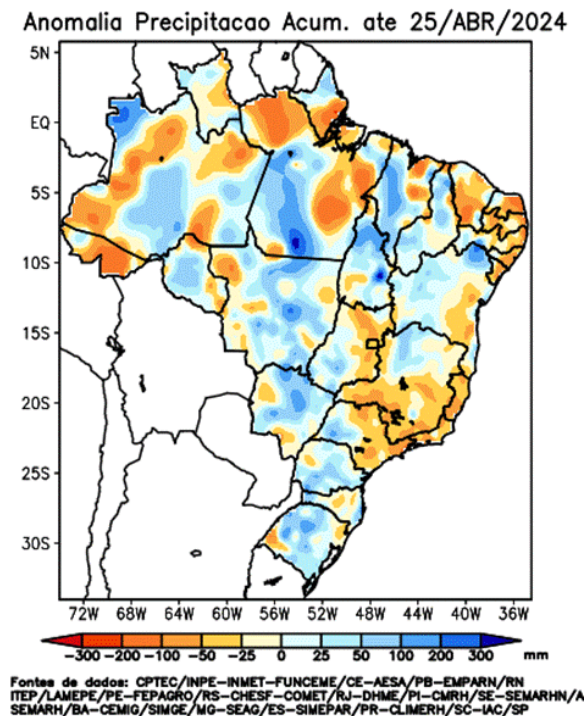 Anomalia Precipitacao Acum. ate 25/ABR/2024
5N
EQ
5S
10S
15S
20S
25S
30S
72W 68W 64W 60W 56W 52W 48W 44W 40W 36W
-300 -200 -100 -50 -25 0 25 50 100 200 300 mm
Fontes de dados: CPTEC/INPE-INMET-FUNCEME/CE-AESA/PB-EMPARN/RN
ITEP/LAMEPE/PE-FEPAGRO/RS-CHESF-COMET/RJ-DHME/PI-CMRH/SE-SEMARHN/A
SEMARH/BA-CEMIG/SIMGE/MG-SEAG/ES-SIMEPAR/PR-CLIMERH/SC-IAC/SP